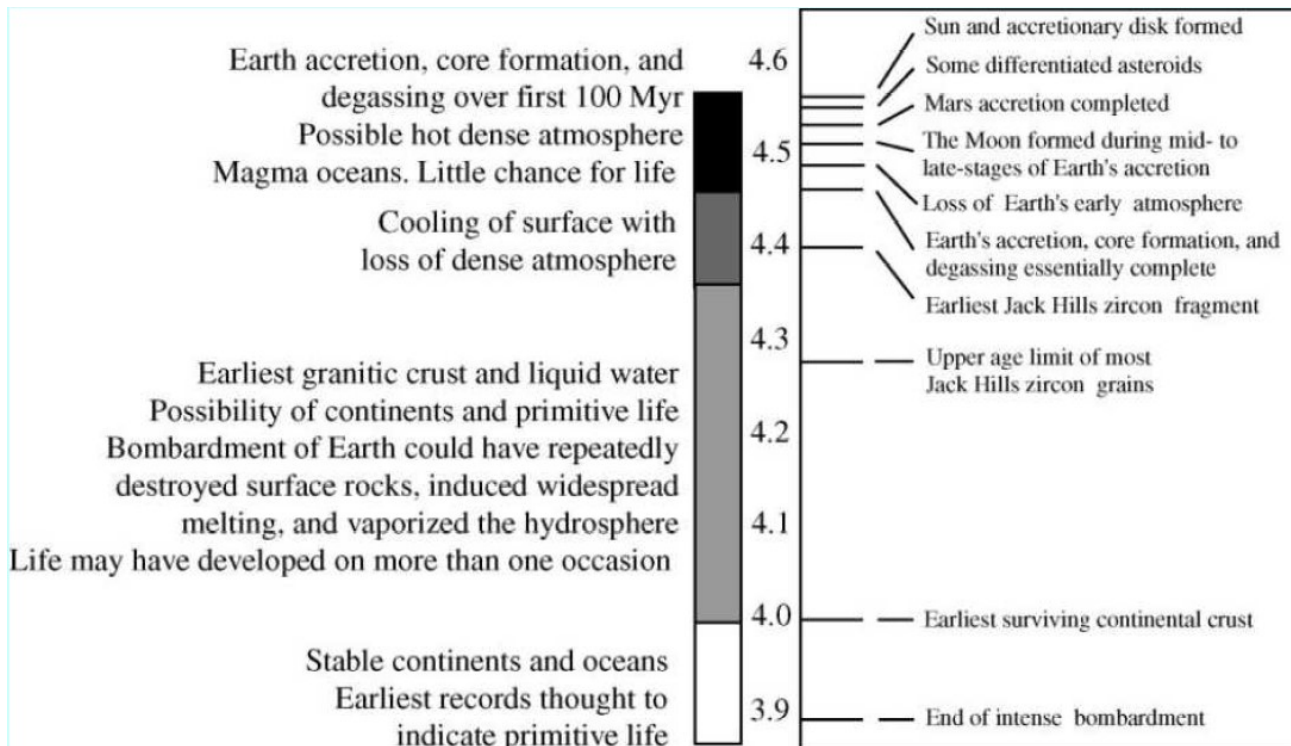 Earth accretion, core formation, and
degassing over first 100 Myr
Possible hot dense atmosphere
Magma oceans. Little chance for life
Cooling of surface with
loss of dense atmosphere
Earliest granitic crust and liquid water
Possibility of continents and primitive life
Bombardment of Earth could have repeatedly
destroyed surface rocks, induced widespread
melting, and vaporized the hydrosphere
Life may have developed on more than one occasion
Stable continents and oceans
Earliest records thought to
indicate primitive life
4.6
4.5
4.4
4.3
4.2
4.1
4.0
3.9
Sun and accretionary disk formed
Some differentiated asteroids
Mars accretion completed
The Moon formed during mid- to
late-stages of Earth's accretion
Loss of Earth's early atmosphere
Earth's accretion, core formation, and
degassing essentially complete
Earliest Jack Hills zircon fragment
Upper age limit of most
Jack Hills zircon grains
Earliest surviving continental crust
End of intense bombardment